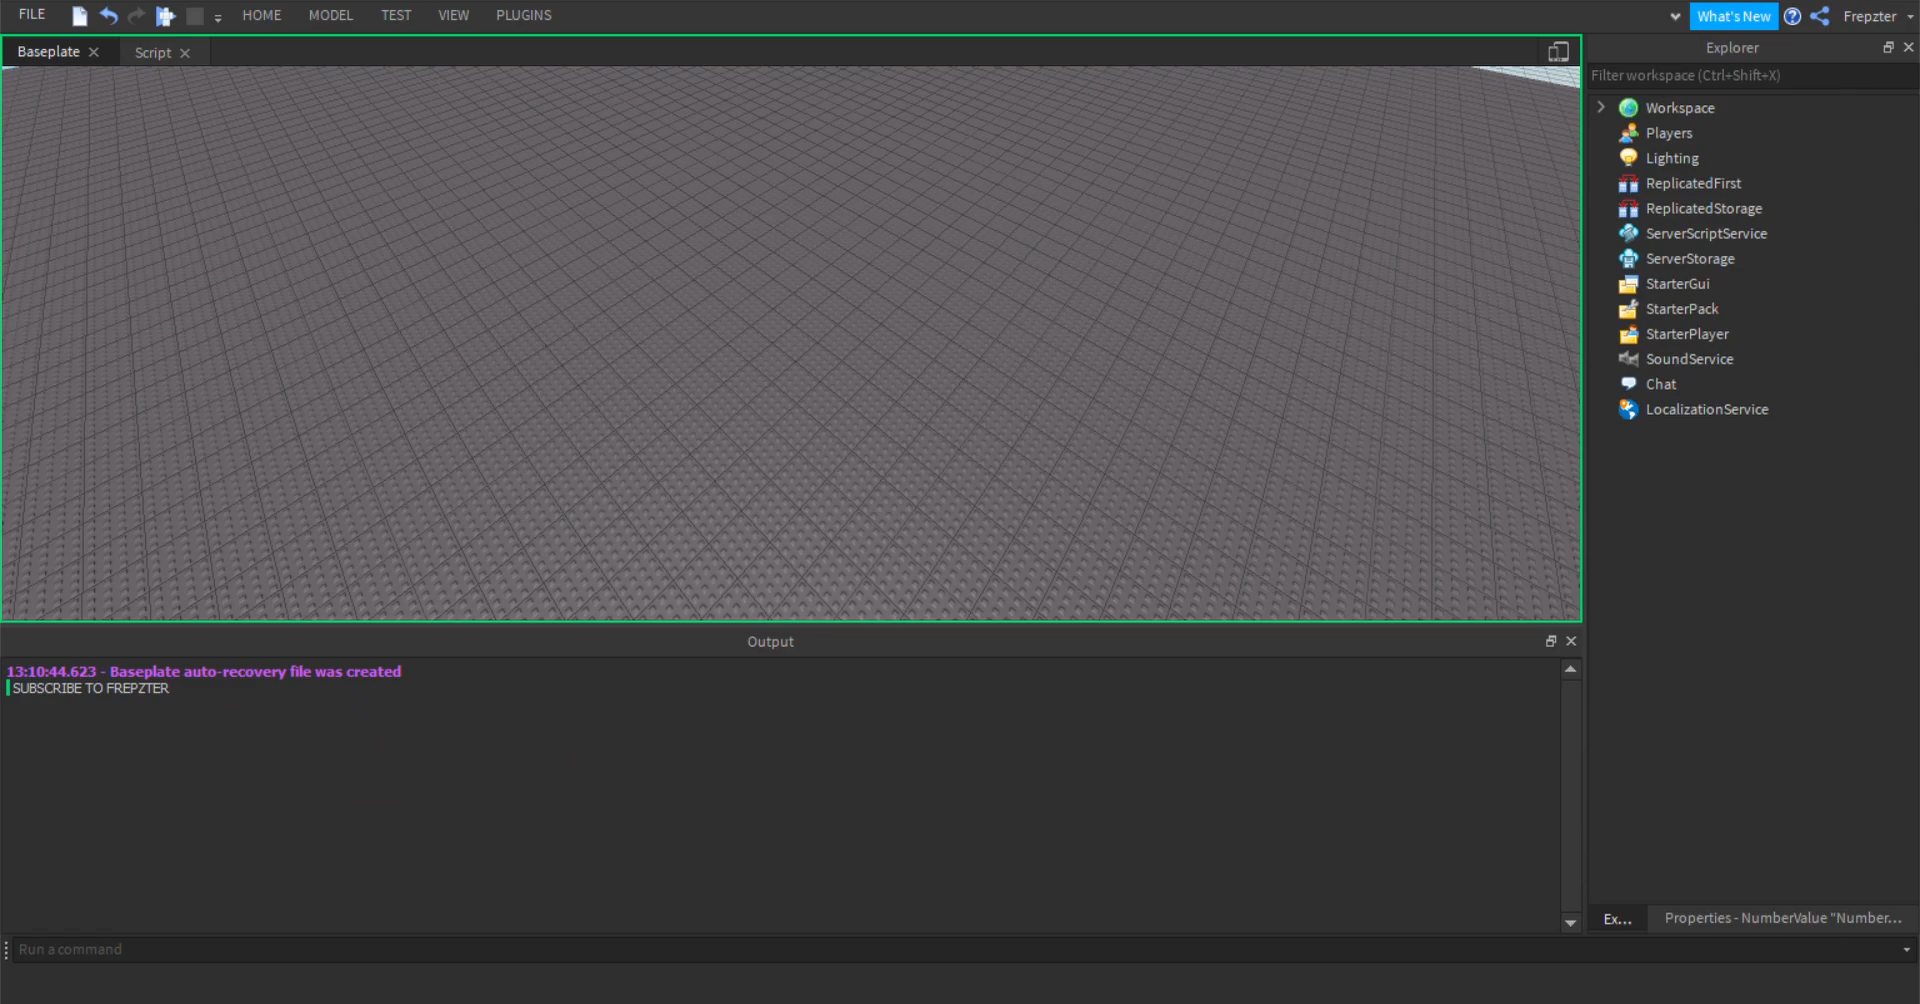 FILE
HOME
MODEL
TEST
VIEW
PLUGINS
What's New
Frepzter
Baseplate
Script
Explorer
Filter workspace (Ctrl+Shift+X)
Workspace
Players
Lighting
ReplicatedFirst
ReplicatedStorage
ServerScriptService
ServerStorage
StarterGui
StarterPack
StarterPlayer
SoundService
Chat
LocalizationService
Output
13:10:44.623 - Baseplate auto-recovery file was created
SUBSCRIBE TO FREPZTER
Ex...
Properties - NumberValue "Number...
Run a command